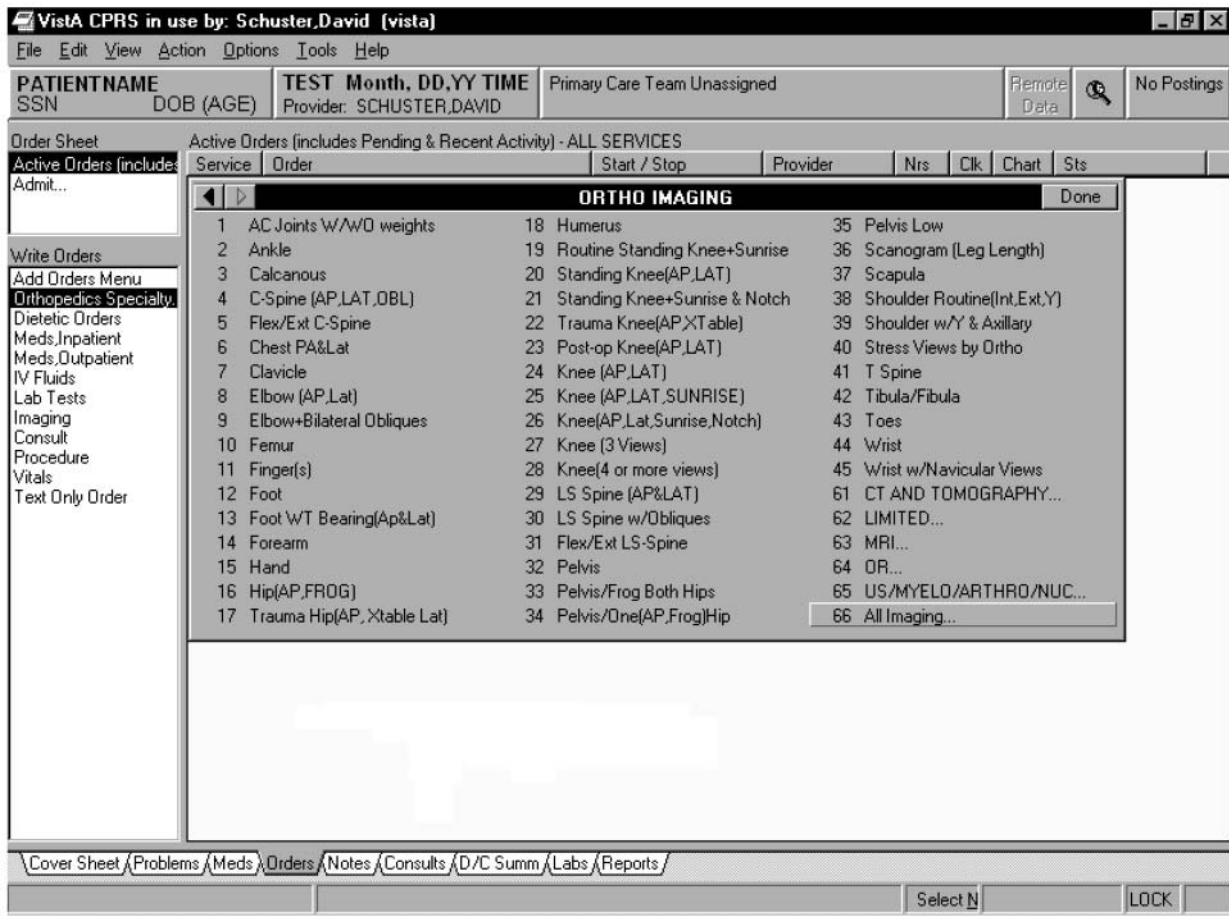 VistA CPRS in use by: Schuster,David (vista)
File Edit View Action Options Tools Help
PATIENTNAME
SSN DOB (AGE)
TEST Month, DD,YY TIME
Provider: SCHUSTER,DAVID
Primary Care Team Unassigned
Remote
Data
No Postings
Order Sheet
Active Orders (includes
Admit...
Write Orders
Add Orders Menu
Orthopedics Specialty.
Dietetic Orders
Meds,Inpatient
Meds,Outpatient
IV Fluids
Lab Tests
Imaging
Consult
Procedure
Vitals
Text Only Order
Active Orders (includes Pending & Recent Activity) - ALL SERVICES
Service Order Start / Stop Provider Nrs Clk Chart Sts
ORTHO IMAGING Done
1 AC Joints W/WO weights
2 Ankle
3 Calcanous
4 C-Spine (AP,LAT,OBL)
5 Flex/Ext C-Spine
6 Chest PA&Lat
7 Clavicle
8 Elbow (AP,Lat)
9 Elbow+Bilateral Obliques
10 Femur
11 Finger(s)
12 Foot
13 Foot WT Bearing(Ap&Lat)
14 Forearm
15 Hand
16 Hip(AP,FROG)
17 Trauma Hip(AP, Xtable Lat)
18 Humerus
19 Routine Standing Knee+Sunrise
20 Standing Knee(AP,LAT)
21 Standing Knee+Sunrise & Notch
22 Trauma Knee(AP,XTable)
23 Post-op Knee(AP,LAT)
24 Knee (AP,LAT)
25 Knee (AP,LAT,SUNRISE)
26 Knee(AP,Lat,Sunrise,Notch)
27 Knee (3 Views)
28 Knee(4 or more views)
29 LS Spine (AP&LAT)
30 LS Spine w/Obliques
31 Flex/Ext LS-Spine
32 Pelvis
33 Pelvis/Frog Both Hips
34 Pelvis/One(AP,Frog)Hip
35 Pelvis Low
36 Scanogram (Leg Length)
37 Scapula
38 Shoulder Routine(Int,Ext,Y)
39 Shoulder w/Y & Axillary
40 Stress Views by Ortho
41 T Spine
42 Tibula/Fibula
43 Toes
44 Wrist
45 Wrist w/Navicular Views
61 CT AND TOMOGRAPHY...
62 LIMITED...
63 MRI...
64 OR...
65 US/MYELO/ARTHRO/NUC...
66 All Imaging...
Cover Sheet Problems Meds Orders Notes Consults D/C Summ Labs Reports
Select N LOCK